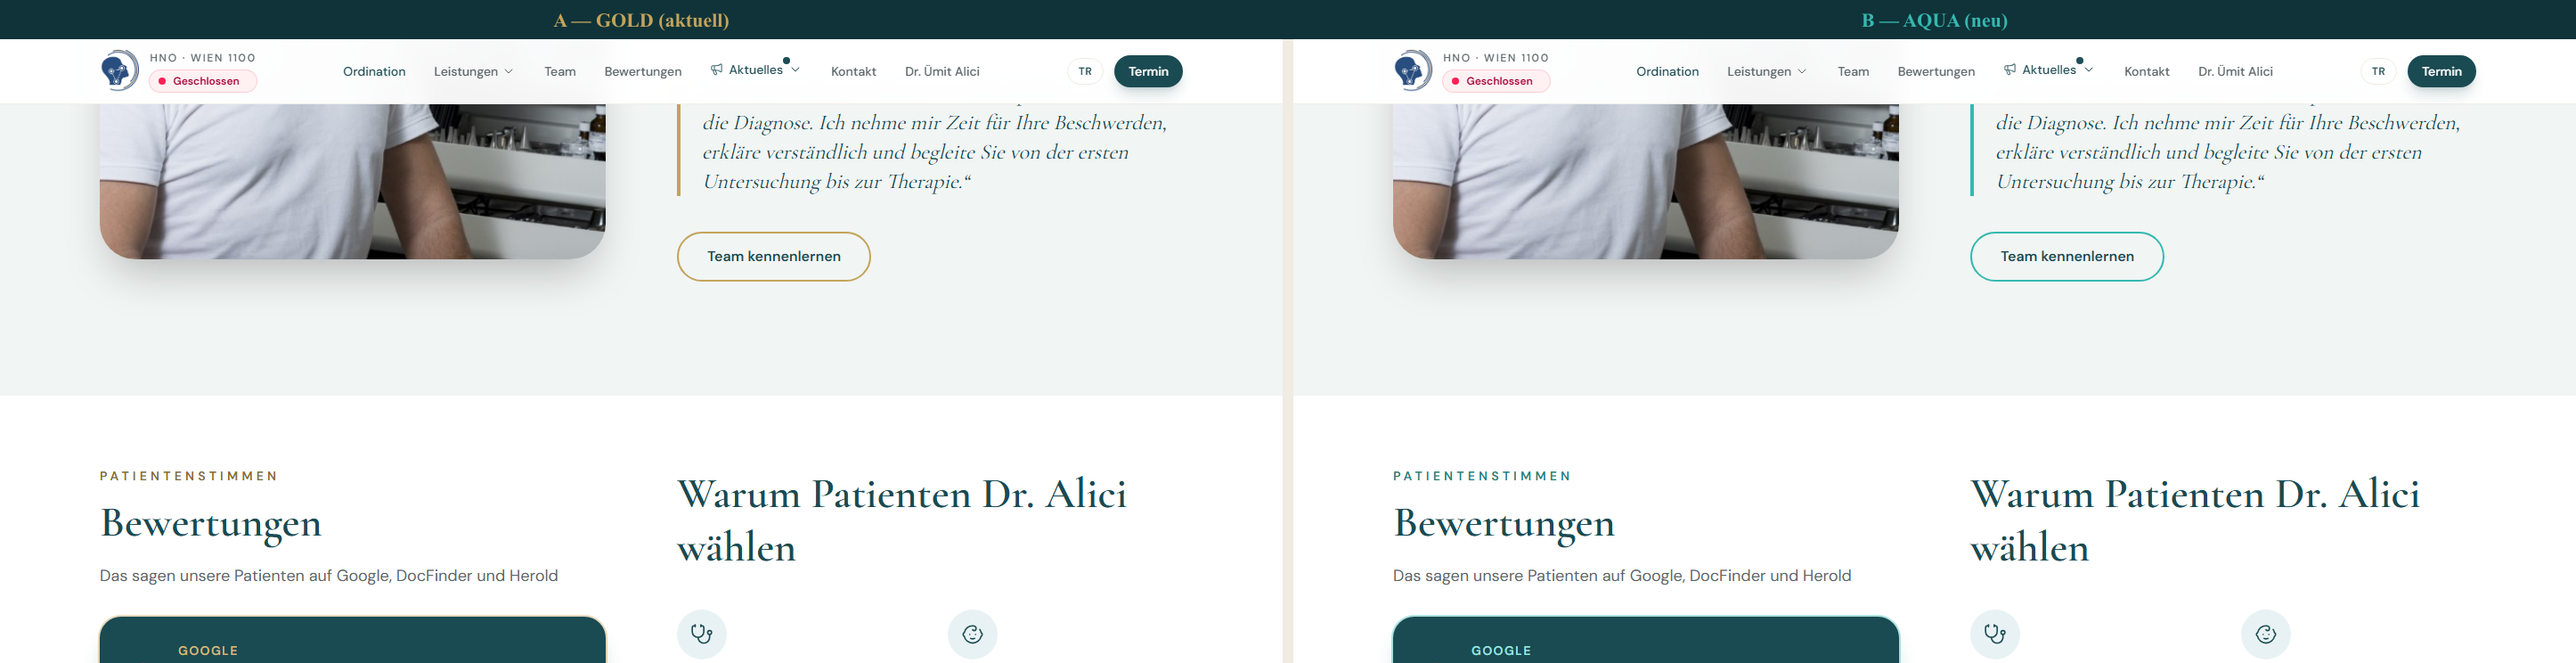 A — GOLD (aktuell)
HNO · WIEN 1100
Geschlossen
Ordination
Leistungen
Team
Bewertungen
Aktuelles
Kontakt
Dr. Ümit Alici
TR
Termin
die Diagnose. Ich nehme mir Zeit für Ihre Beschwerden,
erkläre verständlich und begleite Sie von der ersten
Untersuchung bis zur Therapie.“
Team kennenlernen
PATIENTENSTIMMEN
Bewertungen
Das sagen unsere Patienten auf Google, DocFinder und Herold
GOOGLE
Warum Patienten Dr. Alici
wählen
B — AQUA (neu)
HNO · WIEN 1100
Geschlossen
Ordination
Leistungen
Team
Bewertungen
Aktuelles
Kontakt
Dr. Ümit Alici
TR
Termin
die Diagnose. Ich nehme mir Zeit für Ihre Beschwerden,
erkläre verständlich und begleite Sie von der ersten
Untersuchung bis zur Therapie.“
Team kennenlernen
PATIENTENSTIMMEN
Bewertungen
Das sagen unsere Patienten auf Google, DocFinder und Herold
GOOGLE
Warum Patienten Dr. Alici
wählen